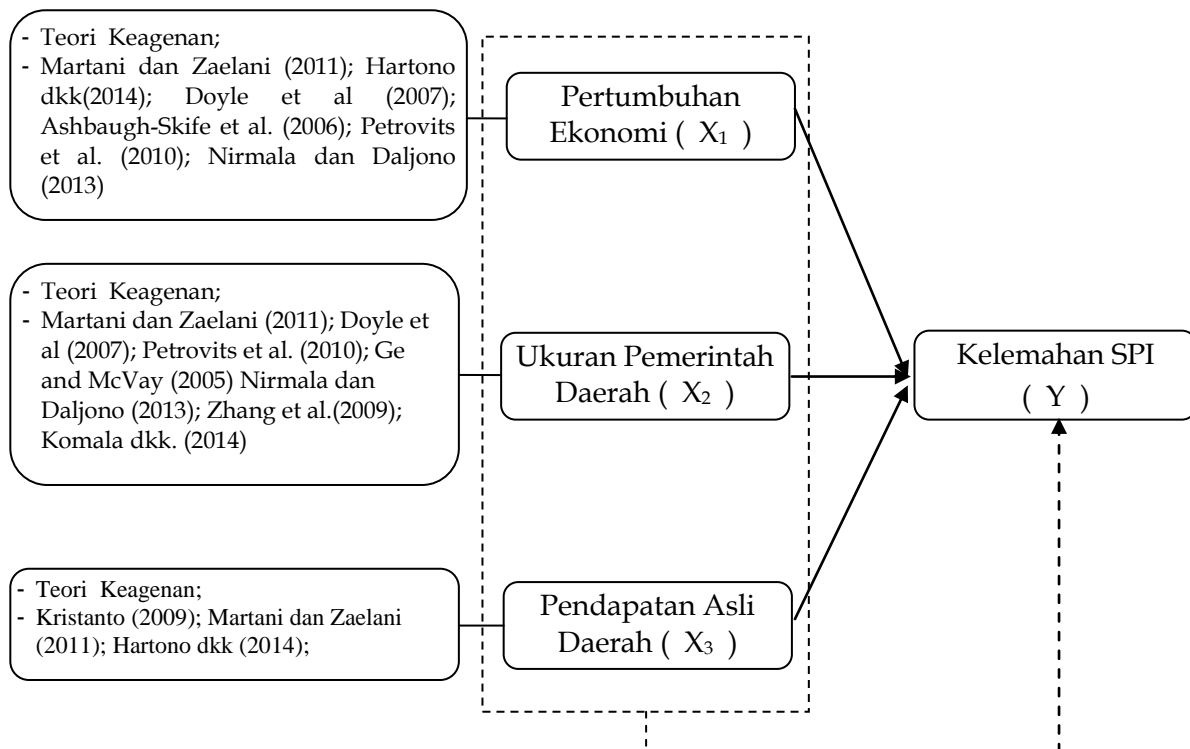 - Teori Keagenan;
- Martani dan Zaelani (2011); Hartono
dkk(2014); Doyle et al (2007);
Ashbaugh-Skife et al. (2006); Petrovits
et al. (2010); Nirmala dan Daljono
(2013)
Pertumbuhan
Ekonomi ( X₁ )
- Teori Keagenan;
- Martani dan Zaelani (2011); Doyle et
al (2007); Petrovits et al. (2010); Ge
and McVay (2005) Nirmala dan
Daljono (2013); Zhang et al.(2009);
Komala dkk. (2014)
Ukuran Pemerintah
Daerah ( X₂ )
Kelemahan SPI
( Y )
- Teori Keagenan;
- Kristanto (2009); Martani dan Zaelani
(2011); Hartono dkk (2014);
Pendapatan Asli
Daerah ( X₃ )